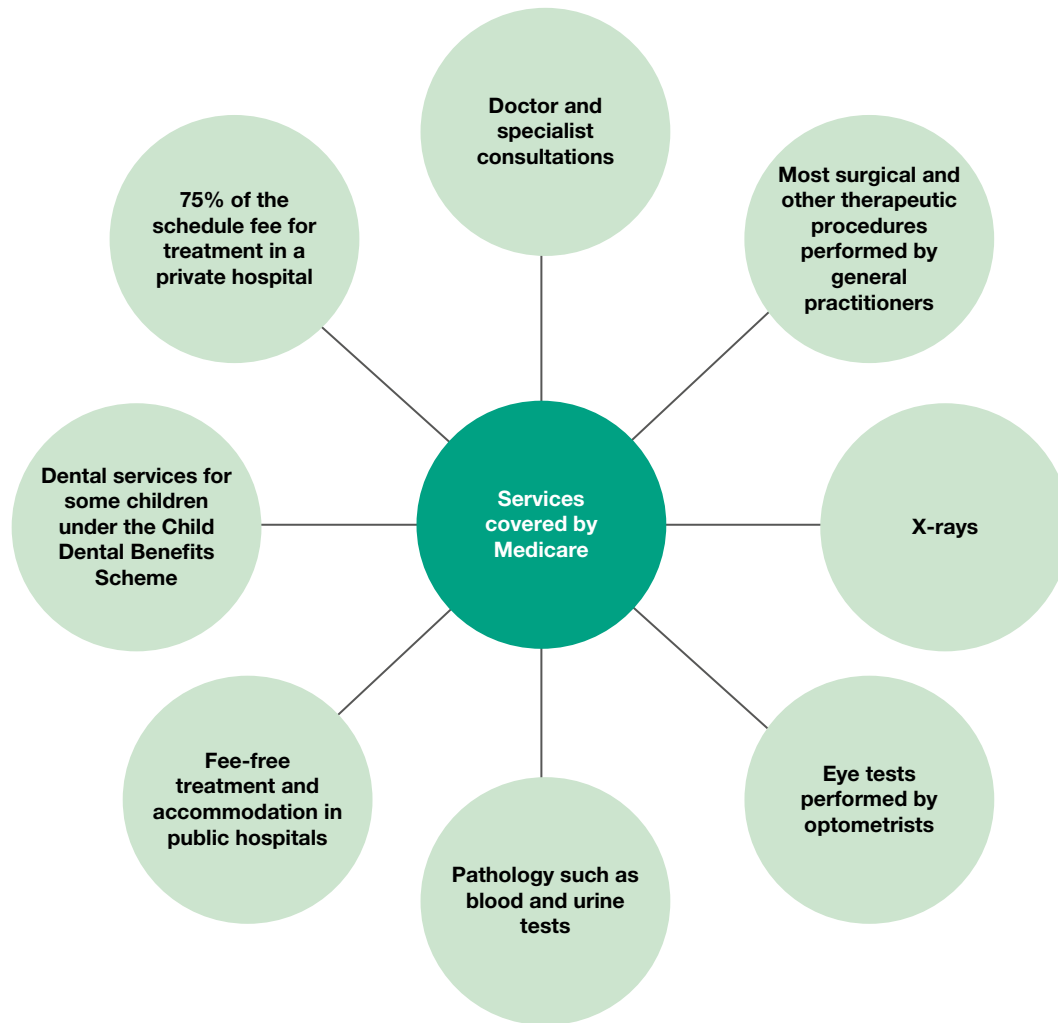 Doctor and
specialist
consultations
Most surgical and
other therapeutic
procedures
performed by
general
practitioners
X-rays
Eye tests
performed by
optometrists
Pathology such as
blood and urine
tests
Fee-free
treatment and
accommodation in
public hospitals
Dental services for
some children
under the Child
Dental Benefits
Scheme
75% of the
schedule fee for
treatment in a
private hospital
Services
covered by
Medicare